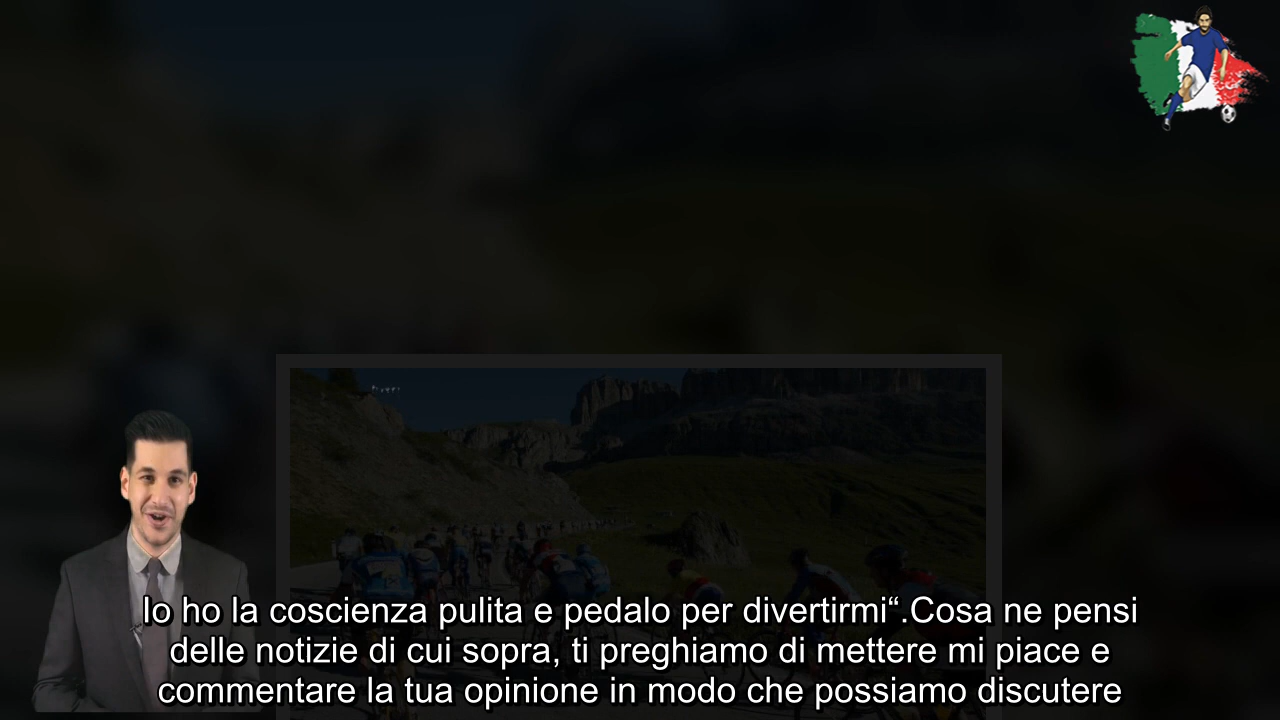 Io ho la coscienza pulita e pedalo per divertirmi“.Cosa ne pensi
delle notizie di cui sopra, ti preghiamo di mettere mi piace e
commentare la tua opinione in modo che possiamo discutere